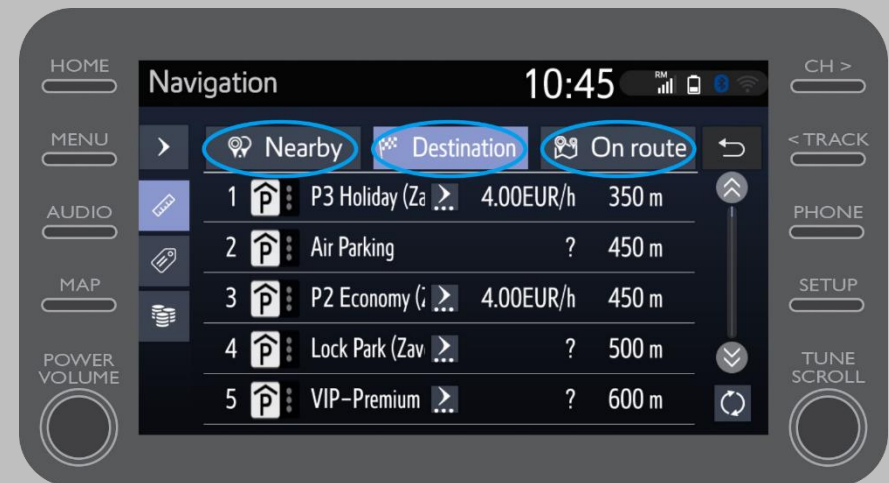 HOME
MENU
AUDIO
MAP
POWER
VOLUME
Navigation 10:45 RM
Nearby Destination On route
1 P P3 Holiday (Za 4.00EUR/h 350 m
2 P Air Parking ? 450 m
3 P P2 Economy ( 4.00EUR/h 450 m
4 P Lock Park (Zav ? 500 m
5 P VIP-Premium ? 600 m
CH >
< TRACK
PHONE
SETUP
TUNE
SCROLL